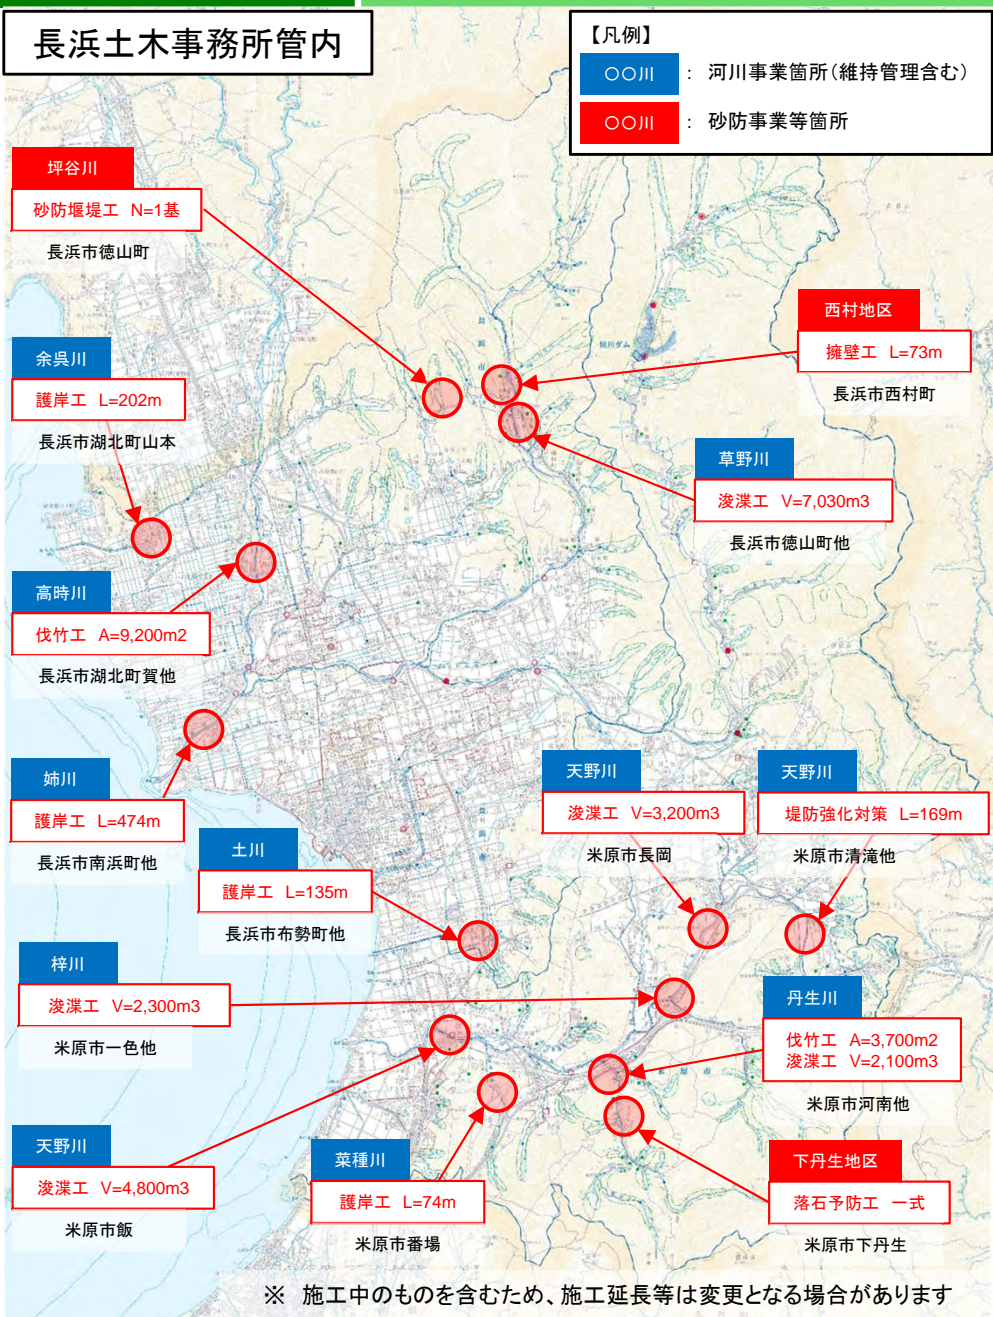 長浜土木事務所管内
【凡例】
○○川 : 河川事業箇所(維持管理含む)
○○川 : 砂防事業等箇所
坪谷川
砂防堰堤工 N=1基
長浜市徳山町
西村地区
擁壁工 L=73m
長浜市西村町
余呉川
護岸工 L=202m
長浜市湖北町山本
草野川
浚渫工 V=7,030m3
長浜市徳山町他
高時川
伐竹工 A=9,200m2
長浜市湖北町賀他
姉川
護岸工 L=474m
長浜市南浜町他
天野川
浚渫工 V=3,200m3
米原市長岡
天野川
堤防強化対策 L=169m
米原市清滝他
土川
護岸工 L=135m
長浜市布勢町他
梓川
浚渫工 V=2,300m3
米原市一色他
丹生川
伐竹工 A=3,700m2
浚渫工 V=2,100m3
米原市河南他
天野川
浚渫工 V=4,800m3
米原市飯
菜種川
護岸工 L=74m
米原市番場
下丹生地区
落石予防工 一式
米原市下丹生
※ 施工中のものを含むため、施工延長等は変更となる場合があります